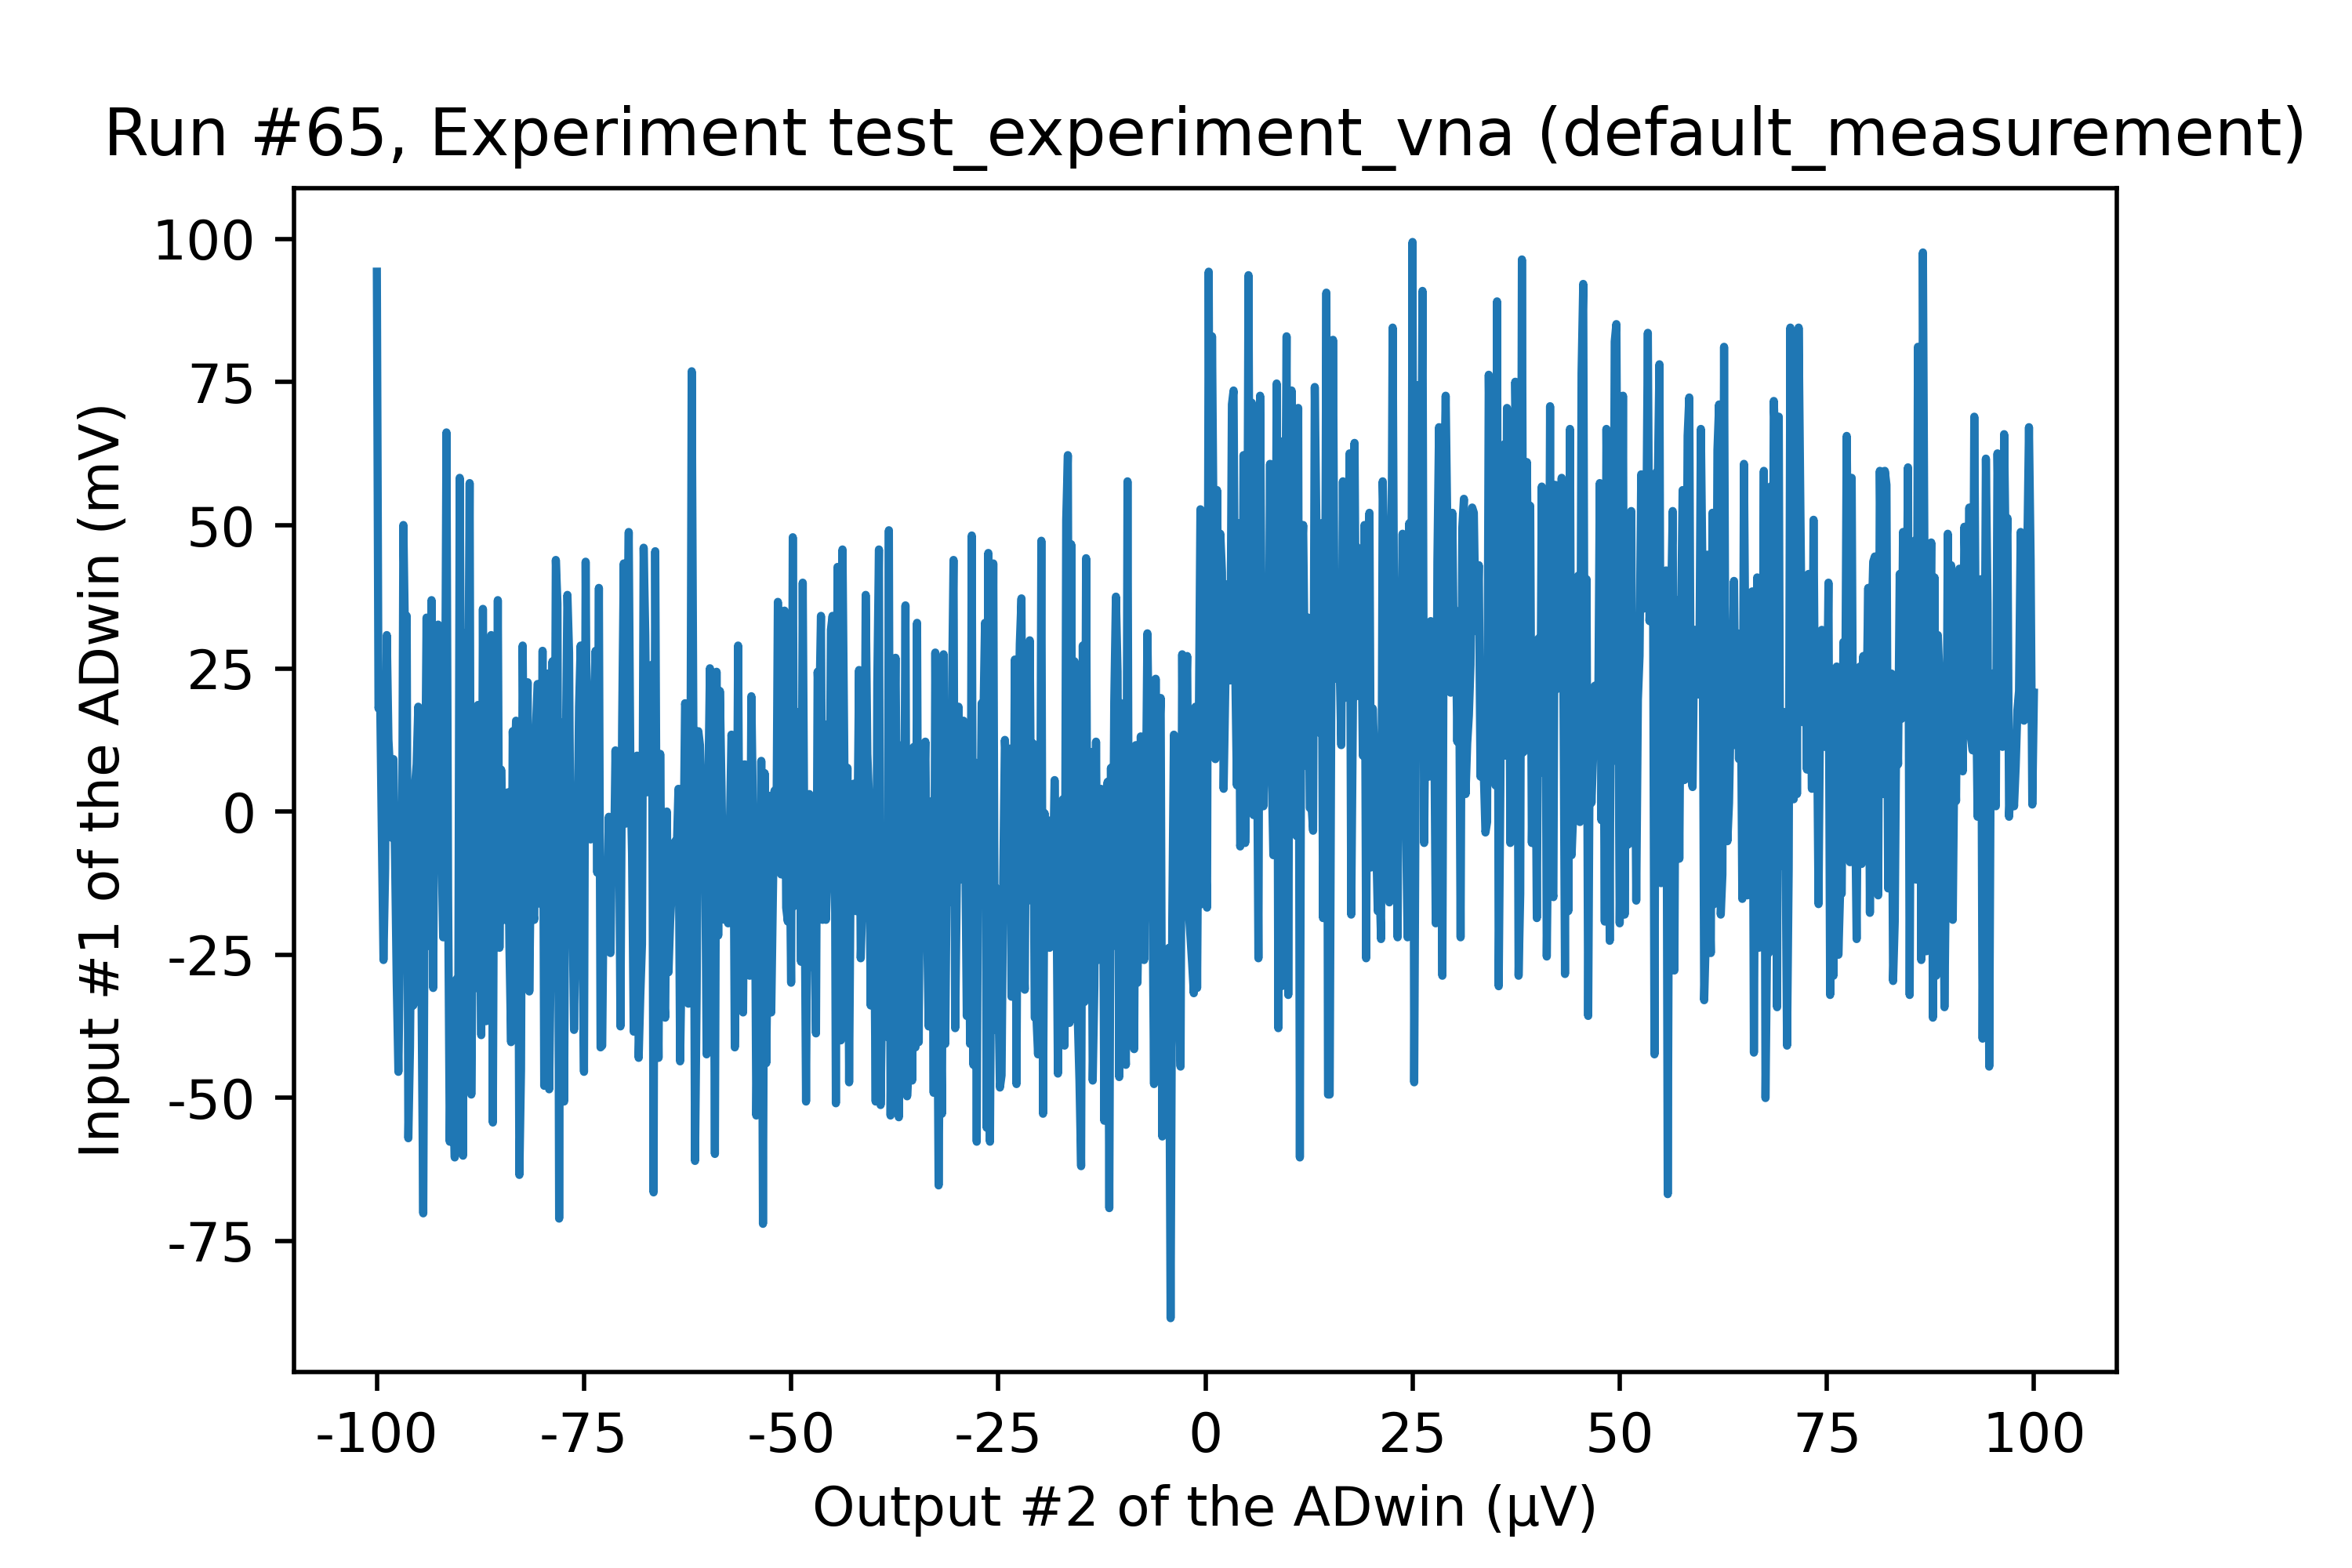 Run #65, Experiment test_experiment_vna (default_measurement)
Input #1 of the ADwin (mV)
100
75
50
25
0
-25
-50
-75
-100 -75 -50 -25 0 25 50 75 100
Output #2 of the ADwin (μV)